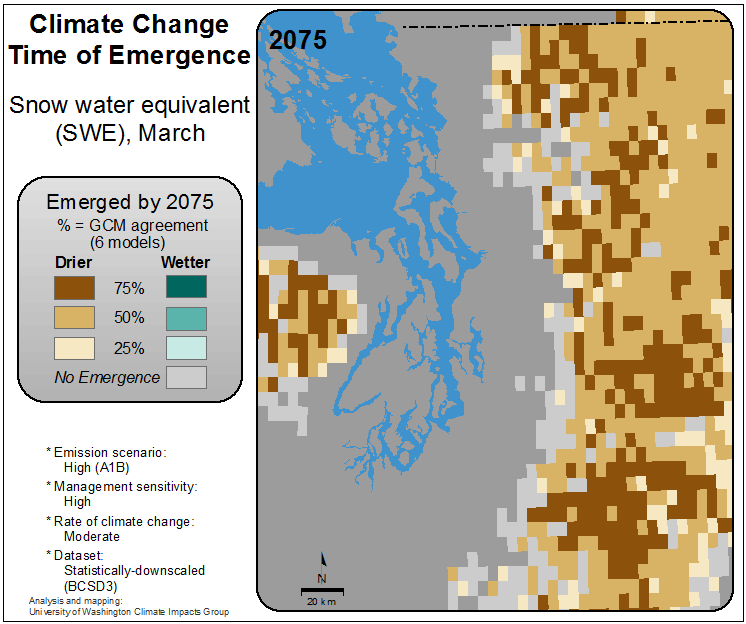 Climate Change
Time of Emergence
Snow water equivalent
(SWE), March
Emerged by 2075
% = GCM agreement
(6 models)
Drier Wetter
75%
50%
25%
No Emergence
* Emission scenario:
High (A1B)
* Management sensitivity:
High
* Rate of climate change:
Moderate
* Dataset:
Statistically-downscaled
(BCSD3)
Analysis and mapping:
University of Washington Climate Impacts Group
2075
N
20 km